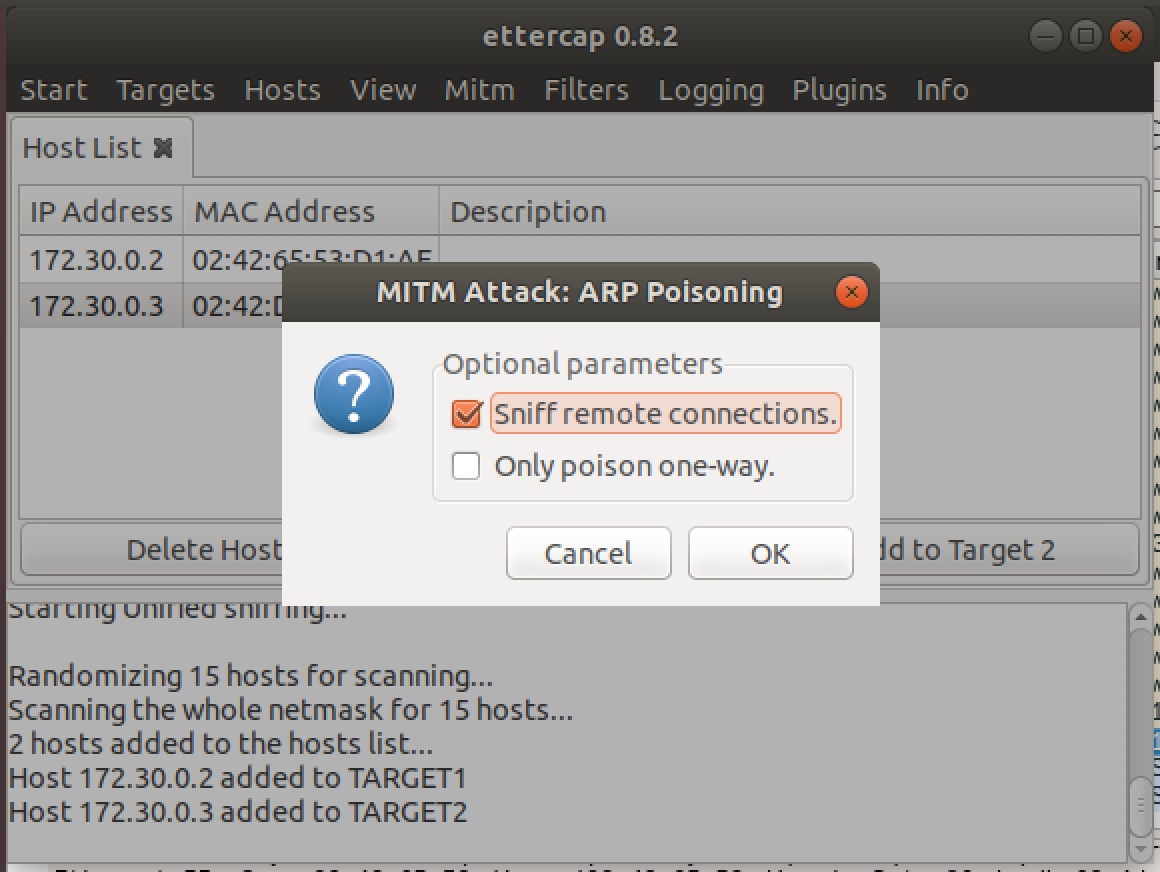 ettercap 0.8.2
Start Targets Hosts View Mitm Filters Logging Plugins Info
Host List
IP Address MAC Address Description
172.30.0.2 02:42:65:53:D1:AE
172.30.0.3 02:42:D
MITM Attack: ARP Poisoning
Optional parameters
Sniff remote connections.
Only poison one-way.
Cancel OK
Delete Host
dd to Target 2
Starting Unified sniffing...
Randomizing 15 hosts for scanning...
Scanning the whole netmask for 15 hosts...
2 hosts added to the hosts list...
Host 172.30.0.2 added to TARGET1
Host 172.30.0.3 added to TARGET2